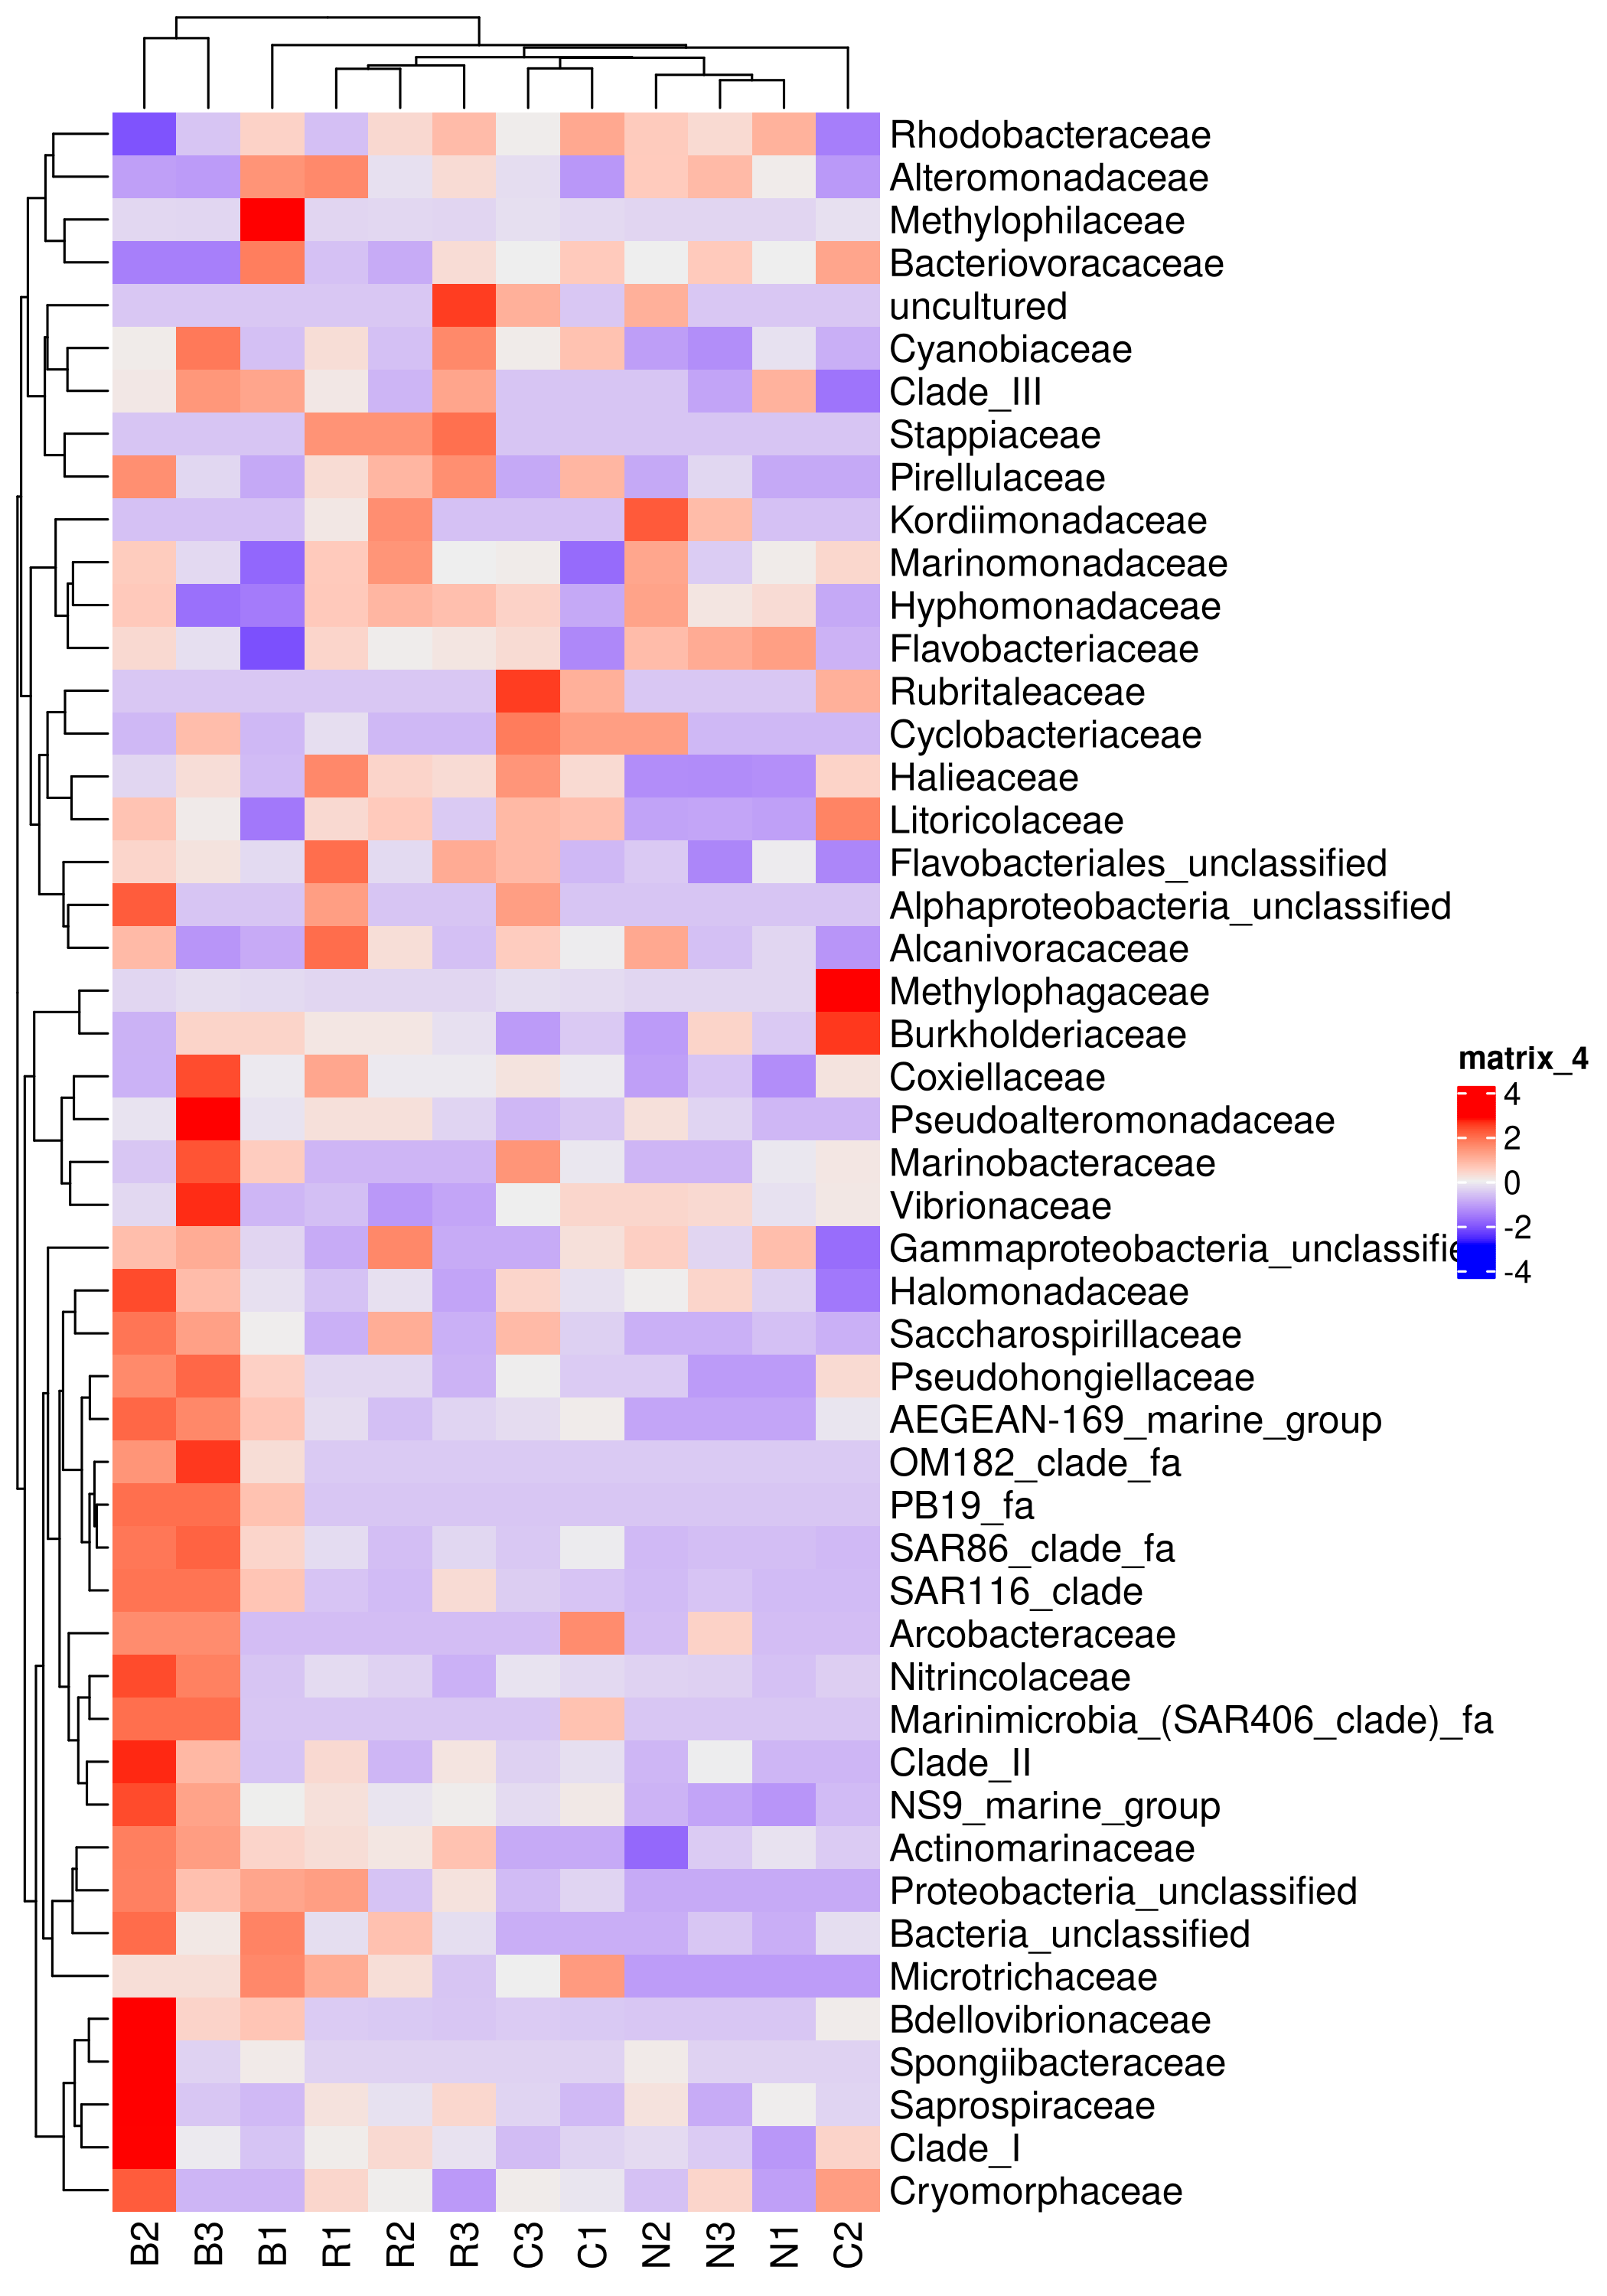 Rhodobacteraceae
Alteromonadaceae
Methylophilaceae
Bacteriovoracaceae
uncultured
Cyanobiaceae
Clade_III
Stappiaceae
Pirellulaceae
Kordiimonadaceae
Marinomonadaceae
Hyphomonadaceae
Flavobacteriaceae
Rubritaleaceae
Cyclobacteriaceae
Halieaceae
Litoricolaceae
Flavobacteriales_unclassified
Alphaproteobacteria_unclassified
Alcanivoracaceae
Methylophagaceae
Burkholderiaceae
Coxiellaceae
Pseudoalteromonadaceae
Marinobacteraceae
Vibrionaceae
Gammaproteobacteria_unclassifie
Halomonadaceae
Saccharospirillaceae
Pseudohongiellaceae
AEGEAN-169_marine_group
OM182_clade_fa
PB19_fa
SAR86_clade_fa
SAR116_clade
Arcobacteraceae
Nitrincolaceae
Marinimicrobia_(SAR406_clade)_fa
Clade_II
NS9_marine_group
Actinomarinaceae
Proteobacteria_unclassified
Bacteria_unclassified
Microtrichaceae
Bdellovibrionaceae
Spongiibacteraceae
Saprospiraceae
Clade_I
Cryomorphaceae
B2 B3 B1 R1 R2 R3 C3 C1 N2 N3 N1 C2
matrix_4
4
2
0
-2
-4